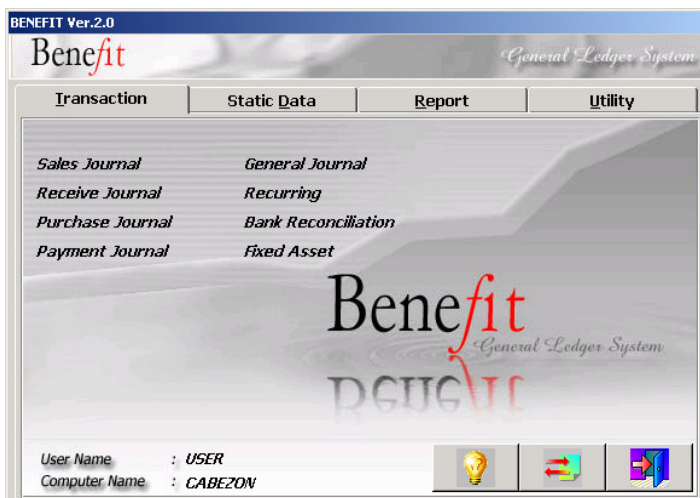 BENEFIT Ver.2.0
Benefit General Ledger System
Transaction Static Data Report Utility
Sales Journal General Journal
Receive Journal Recurring
Purchase Journal Bank Reconciliation
Payment Journal Fixed Asset
Benefit
General Ledger System
User Name : USER
Computer Name : CABEZON